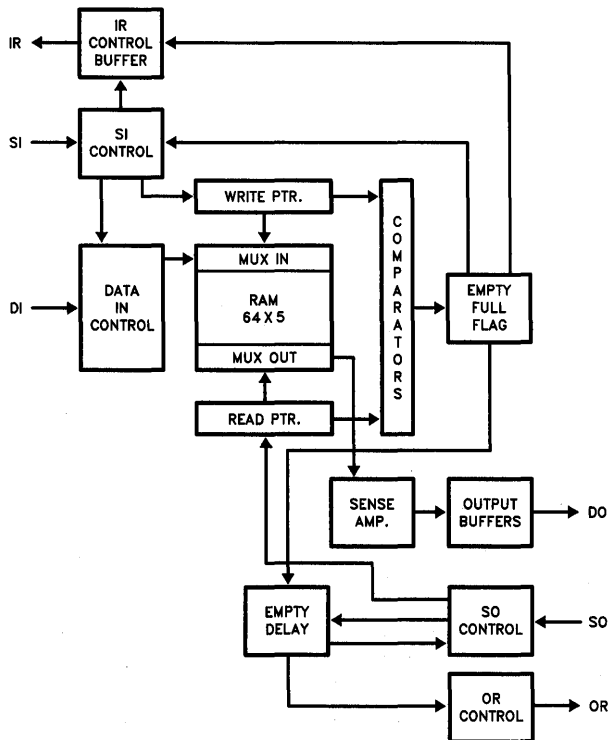 IR
IR
CONTROL
BUFFER
SI
SI
CONTROL
WRITE PTR.
COMPARATORS
DI
DATA
IN
CONTROL
MUX IN
RAM
64 X 5
MUX OUT
EMPTY
FULL
FLAG
READ PTR.
SENSE
AMP.
OUTPUT
BUFFERS
DO
EMPTY
DELAY
SO
CONTROL
SO
OR
CONTROL
OR